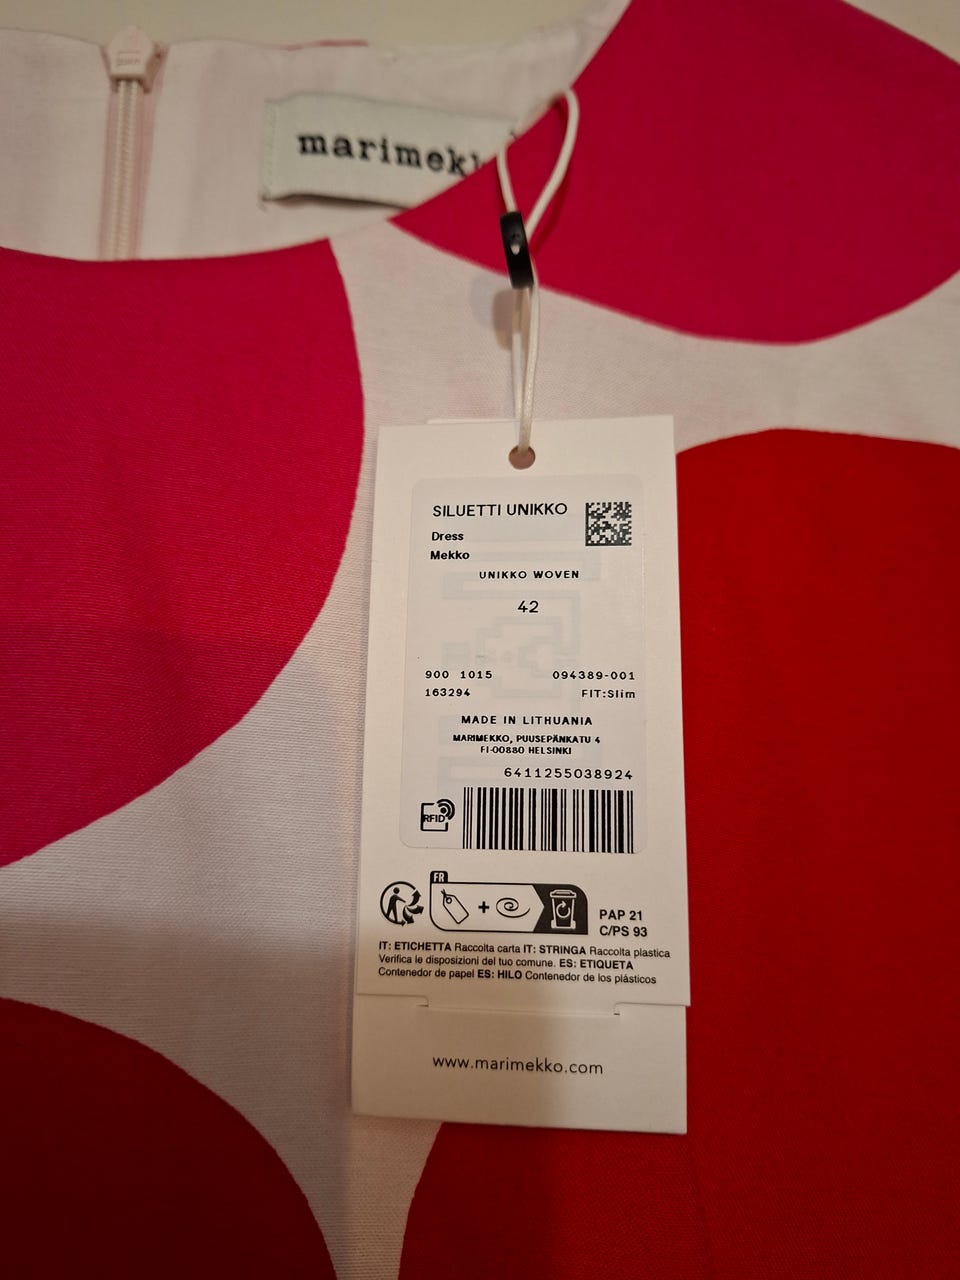 marimekk
SILUETTI UNIKKO
Dress
Mekko
UNIKKO WOVEN
42
900 1015 094389-001
163294 FIT:Slim
MADE IN LITHUANIA
MARIMEKKO, PUUSEPÄNKATU 4
FI-00880 HELSINKI
6411255038924
RFID
FR
+
PAP 21
C/PS 93
IT: ETICHETTA Raccolta carta IT: STRINGA Raccolta plastica
Verifica le disposizioni del tuo comune. ES: ETIQUETA
Contenedor de papel ES: HILO Contenedor de los plásticos
www.marimekko.com